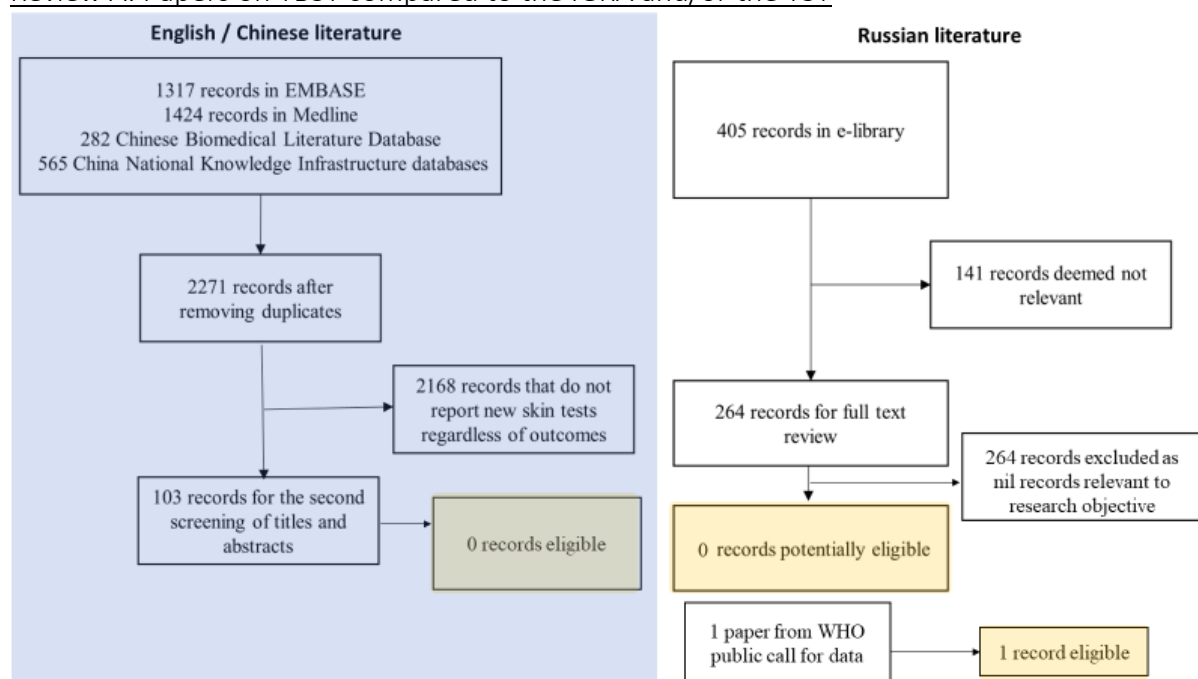 English / Chinese literature
1317 records in EMBASE
1424 records in Medline
282 Chinese Biomedical Literature Database
565 China National Knowledge Infrastructure databases
2271 records after
removing duplicates
2168 records that do not
report new skin tests
regardless of outcomes
103 records for the second
screening of titles and
abstracts
0 records eligible
Russian literature
405 records in e-library
141 records deemed not
relevant
264 records for full text
review
264 records excluded as
nil records relevant to
research objective
0 records potentially eligible
1 paper from WHO
public call for data
1 record eligible